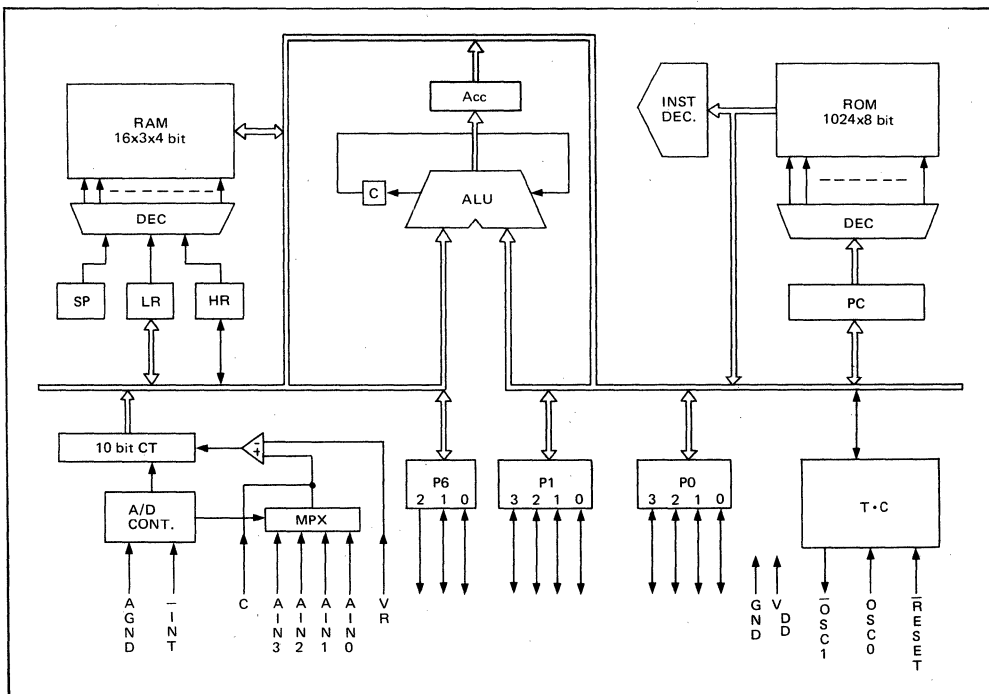 Acc
RAM
16x3x4 bit
INST
DEC.
ROM
1024x8 bit
C
ALU
DEC
DEC
SP
LR
HR
PC
10 bit CT
- +
P6
2 1 0
P1
3 2 1 0
P0
3 2 1 0
T•C
A/D
CONT.
MPX
AGND
INT
C
AIN3
AIN2
AIN1
AIN0
VR
GND
VDD
OSC1
OSC0
RESET